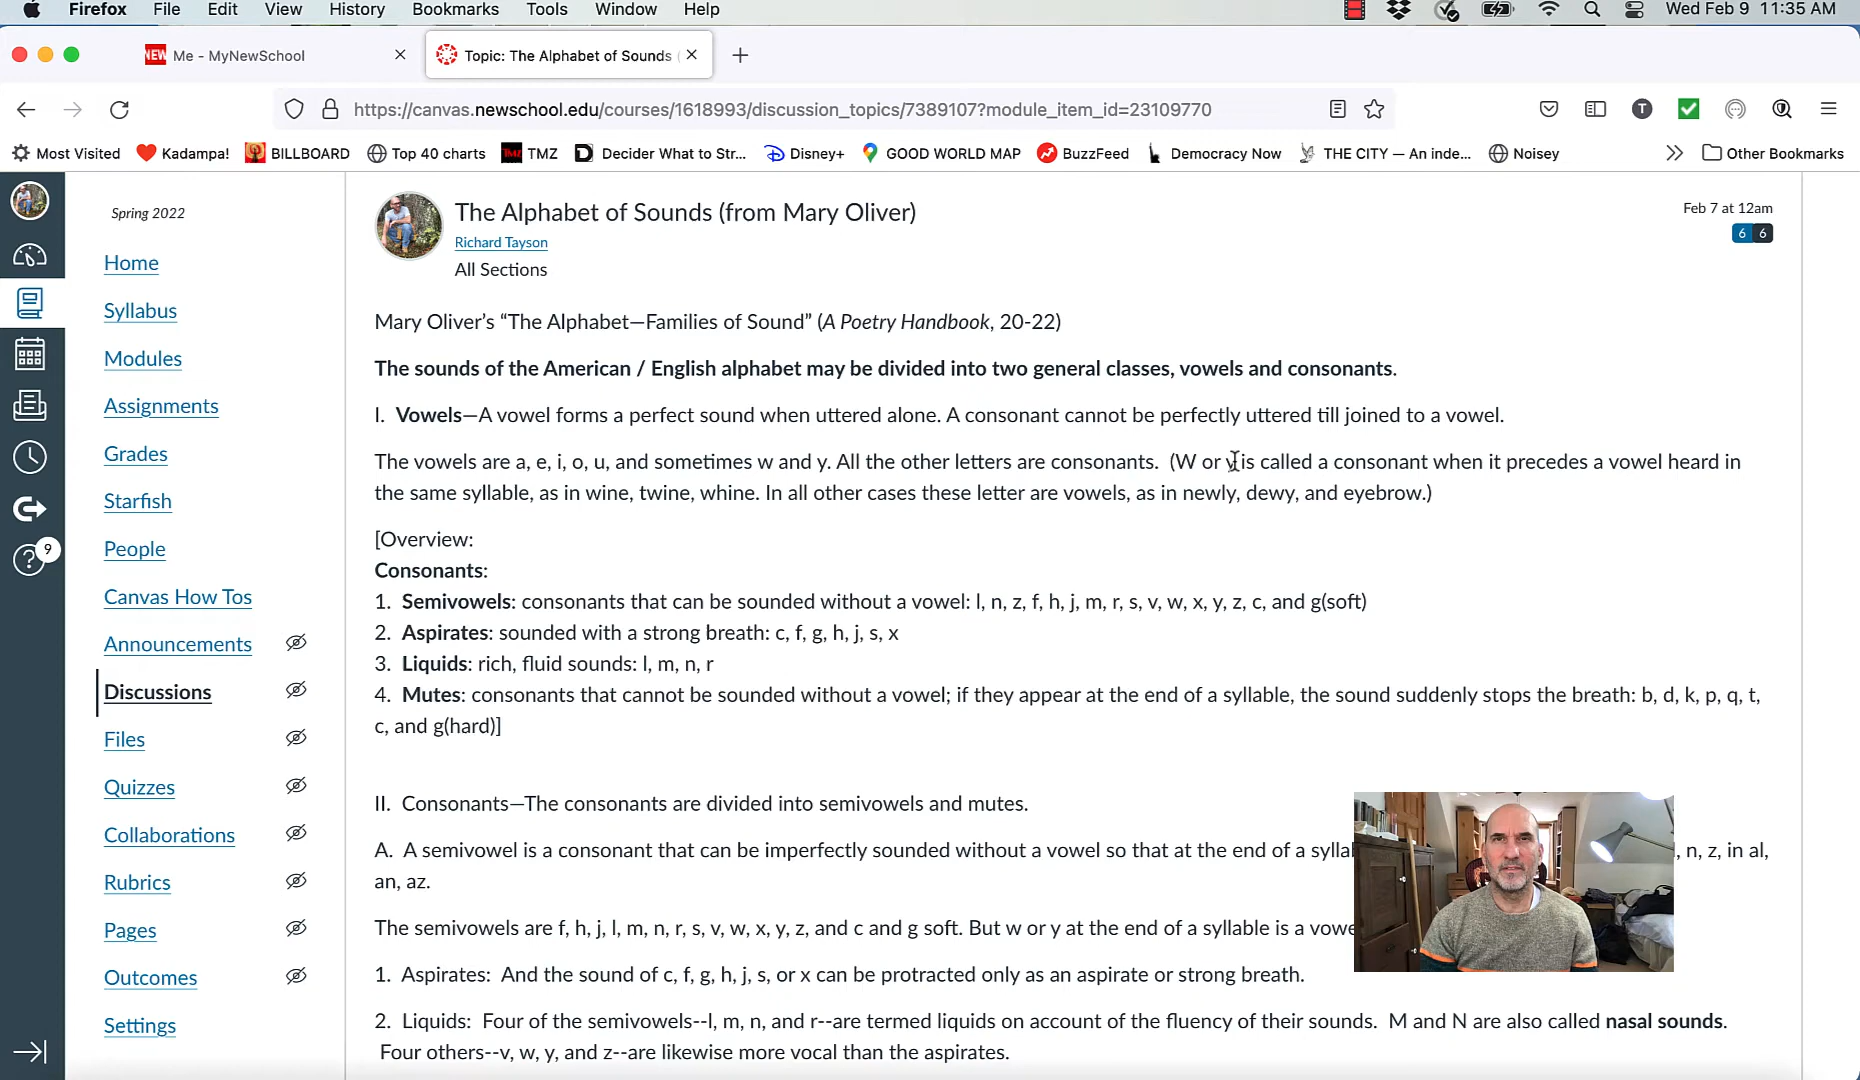 Firefox File Edit View History Bookmarks Tools Window Help Wed Feb 9 11:35 AM
NEW Me - MyNewSchool Topic: The Alphabet of Sounds
https://canvas.newschool.edu/courses/1618993/discussion_topics/7389107?module_item_id=23109770 T
Most Visited Kadampa! BILLBOARD Top 40 charts TMZ TMZ Decider What to Str... Disney+ GOOD WORLD MAP BuzzFeed Democracy Now THE CITY — An inde... Noisey Other Bookmarks
Spring 2022
Home
Syllabus
Modules
Assignments
Grades
Starfish
People
Canvas How Tos
Announcements
Discussions
Files
Quizzes
Collaborations
Rubrics
Pages
Outcomes
Settings
9
The Alphabet of Sounds (from Mary Oliver) Feb 7 at 12am
Richard Tayson 6 6
All Sections
Mary Oliver’s “The Alphabet—Families of Sound” (A Poetry Handbook, 20-22)
The sounds of the American / English alphabet may be divided into two general classes, vowels and consonants.
I. Vowels—A vowel forms a perfect sound when uttered alone. A consonant cannot be perfectly uttered till joined to a vowel.
The vowels are a, e, i, o, u, and sometimes w and y. All the other letters are consonants. (W or y is called a consonant when it precedes a vowel heard in
the same syllable, as in wine, twine, whine. In all other cases these letter are vowels, as in newly, dewy, and eyebrow.)
[Overview:
Consonants:
1. Semivowels: consonants that can be sounded without a vowel: l, n, z, f, h, j, m, r, s, v, w, x, y, z, c, and g(soft)
2. Aspirates: sounded with a strong breath: c, f, g, h, j, s, x
3. Liquids: rich, fluid sounds: l, m, n, r
4. Mutes: consonants that cannot be sounded without a vowel; if they appear at the end of a syllable, the sound suddenly stops the breath: b, d, k, p, q, t,
c, and g(hard)]
II. Consonants—The consonants are divided into semivowels and mutes.
A. A semivowel is a consonant that can be imperfectly sounded without a vowel so that at the end of a , n, z, in al,
an, az.
The semivowels are f, h, j, l, m, n, r, s, v, w, x, y, z, and c and g soft. But w or y at the end of a syllable is a
1. Aspirates: And the sound of c, f, g, h, j, s, or x can be protracted only as an aspirate or strong breath.
2. Liquids: Four of the semivowels--l, m, n, and r--are termed liquids on account of the fluency of their sounds. M and N are also called nasal sounds.
Four others--v, w, y, and z--are likewise more vocal than the aspirates.